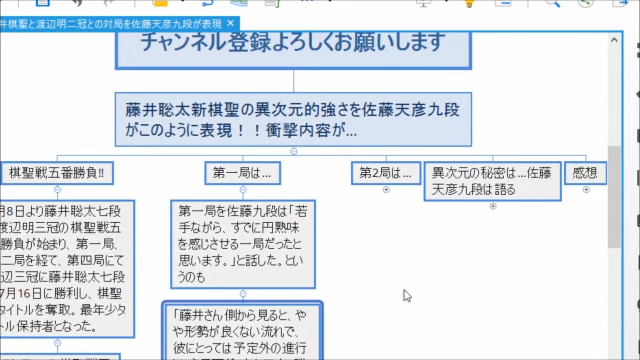 井棋聖と渡辺明二冠との対局を佐藤天彦九段が表現
チャンネル登録よろしくお願いします
藤井聡太新棋聖の異次元的強さを佐藤天彦九段
がこのように表現！！衝撃内容が…
棋聖戦五番勝負!!
第一局は…
第2局は…
異次元の秘密は…佐藤
天彦九段は語る
感想
月8日より藤井聡太七段
渡辺明三冠の棋聖戦五
勝負が始まり、第一局、
二局を経て、第四局にて
辺三冠に藤井聡太七段
7月16日に勝利し、棋聖
タイトルを奪取。最年少タ
トル保持者となった。
第一局を佐藤九段は「若
手ながら、すでに円熟味
を感じさせる一局だったと
思います。」と話した。とい
うのも
「藤井さん側から見ると、や
や形勢が良くない流れで、
彼にとっては予定外の進行